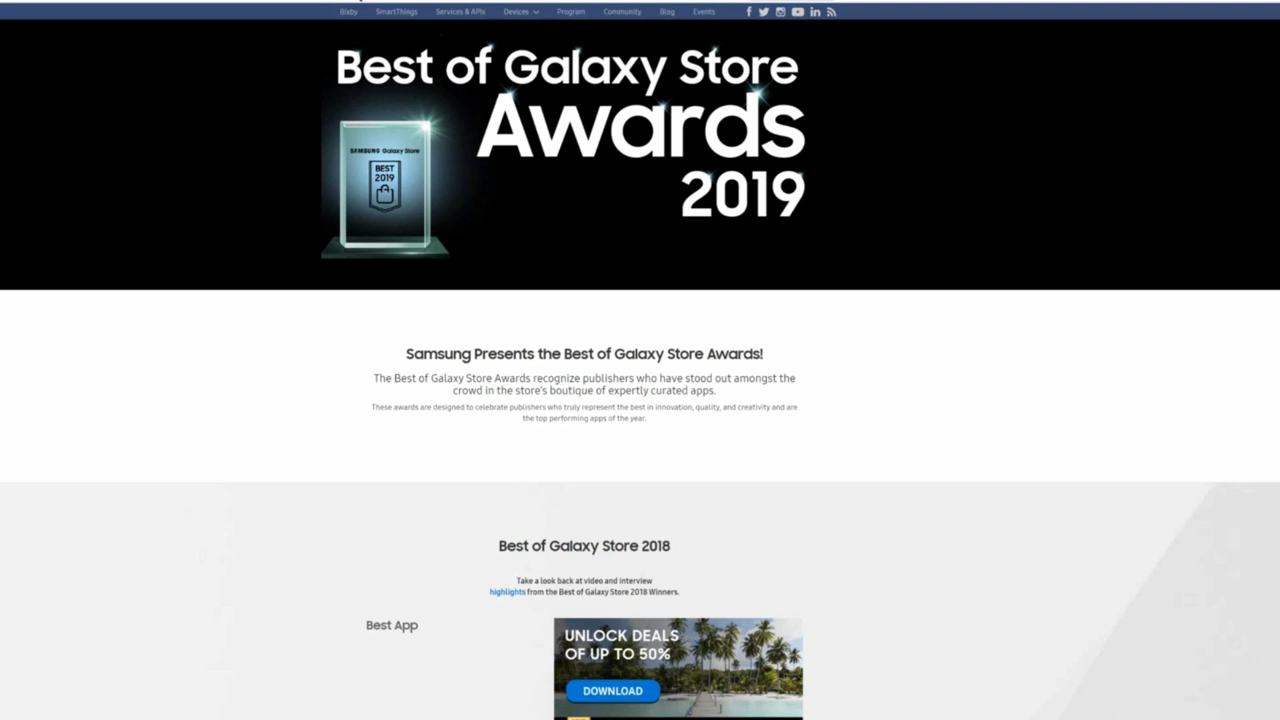 Bixby SmartThings Services & APIs Devices Program Community Blog Events
Best of Galaxy Store
Awards
2019
SAMSUNG Galaxy Store
BEST
2019
Samsung Presents the Best of Galaxy Store Awards!
The Best of Galaxy Store Awards recognize publishers who have stood out amongst the
crowd in the store's boutique of expertly curated apps.
These awards are designed to celebrate publishers who truly represent the best in innovation, quality, and creativity and are
the top performing apps of the year.
Best of Galaxy Store 2018
Take a look back at video and interview
highlights from the Best of Galaxy Store 2018 Winners.
Best App
UNLOCK DEALS
OF UP TO 50%
DOWNLOAD